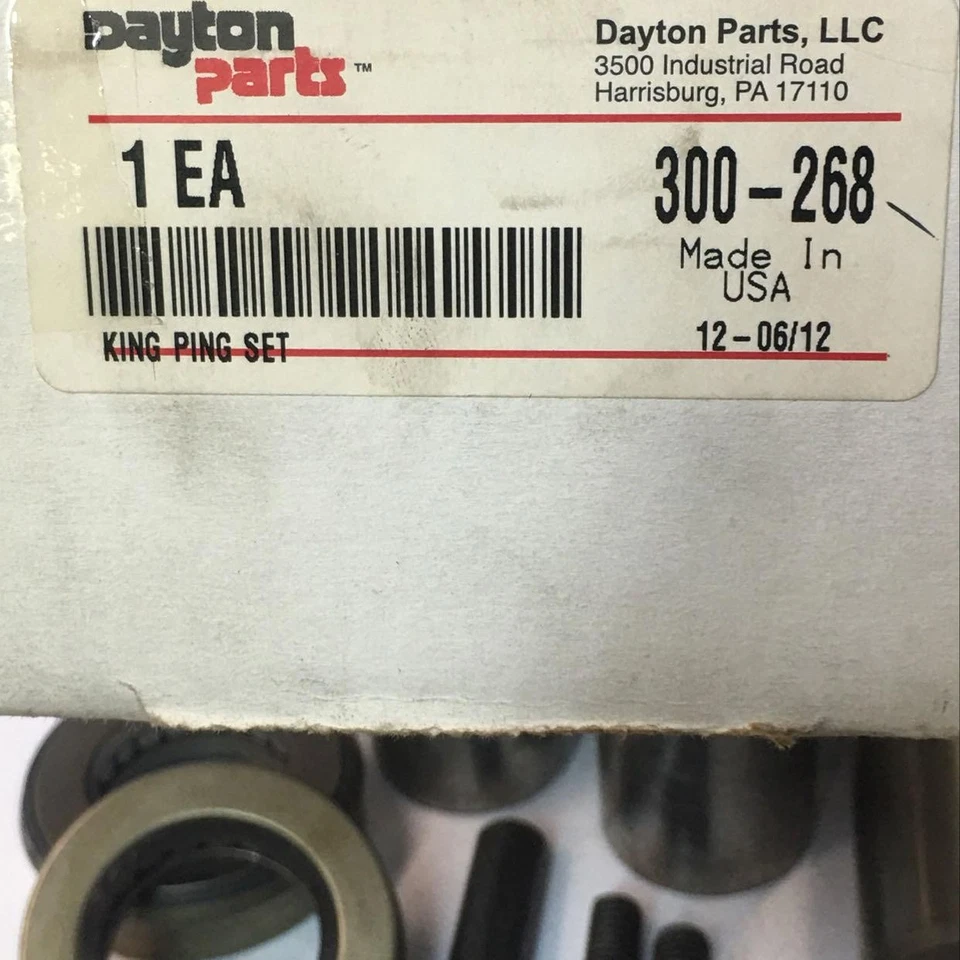 Dayton
parts™
Dayton Parts, LLC
3500 Industrial Road
Harrisburg, PA 17110
1 EA
300-268
Made In
USA
KING PING SET
12-06/12